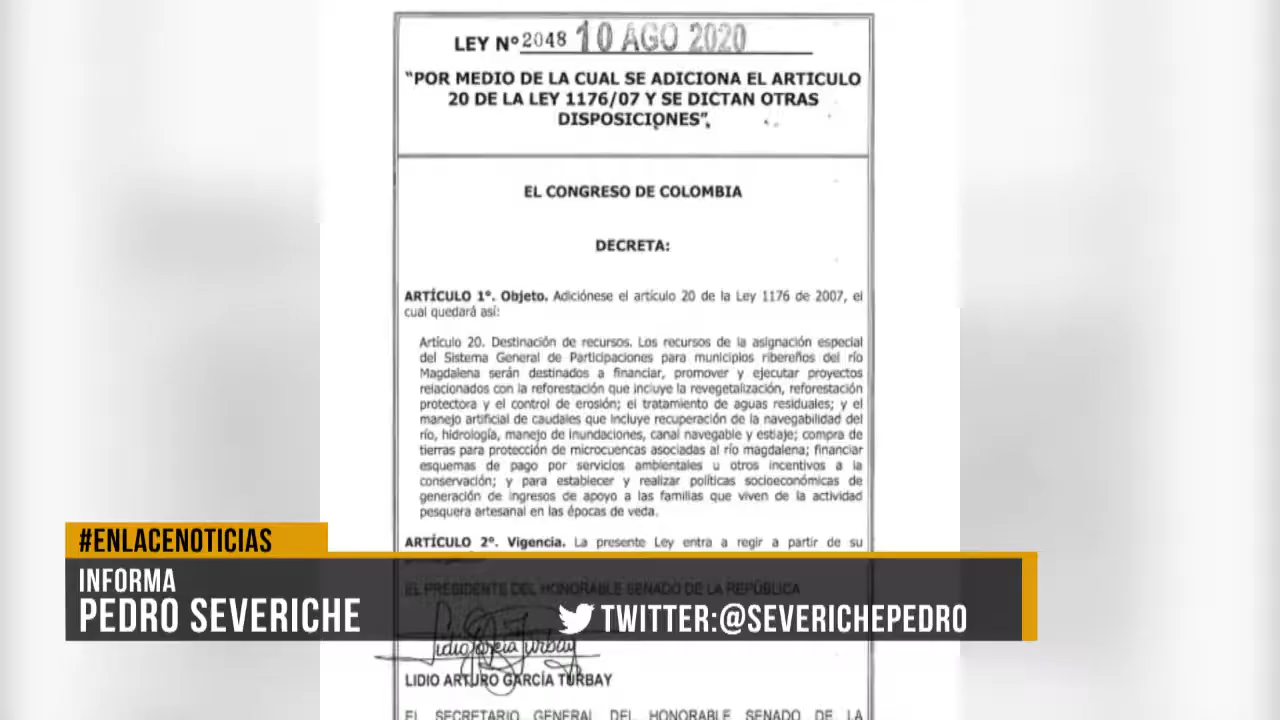 LEY Nº 2048 10 AGO 2020
"POR MEDIO DE LA CUAL SE ADICIONA EL ARTICULO
20 DE LA LEY 1176/07 Y SE DICTAN OTRAS
DISPOSICIONES",
EL CONGRESO DE COLOMBIA
DECRETA:
ARTÍCULO 1º. Objeto. Adiciónese el artículo 20 de la Ley 1176 de 2007, el
cual quedará así:
Artículo 20. Destinación de recursos. Los recursos de la asignación especial
del Sistema General de Participaciones para municipios ribereños del río
Magdalena serán destinados a financiar, promover y ejecutar proyectos
relacionados con la reforestación que incluye la revegetalización, reforestación
protectora y el control de erosión; el tratamiento de aguas residuales; y el
manejo artificial de caudales que incluye recuperación de la navegabilidad del
río, hidrología, manejo de inundaciones, canal navegable y estiaje; compra de
tierras para protección de microcuencas asociadas al río magdalena; financiar
esquemas de pago por servicios ambientales u otros incentivos a la
conservación; y para establecer y realizar políticas socioeconómicas de
generación de ingresos de apoyo a las familias que viven de la actividad
pesquera artesanal en las épocas de veda.
ARTÍCULO 2º. Vigencia. La presente Ley entra a regir a partir de su
#ENLACENOTICIAS
INFORMA
PEDRO SEVERICHE
TWITTER:@SEVERICHEPEDRO
EL PRESIDENTE DEL HONORABLE SENADO DE LA REPÚBLICA
Lidio García Turbay
LIDIO ARTURO GARCÍA TURBAY
EL SECRETARIO GENERAL DEL HONORABLE SENADO DE LA